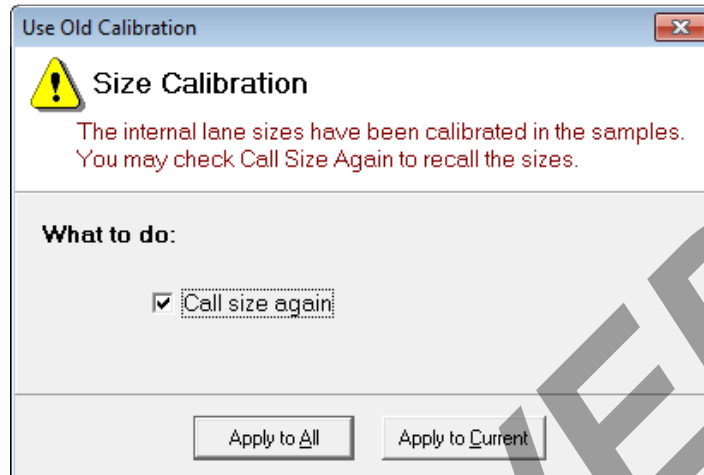 Use Old Calibration
Size Calibration
The internal lane sizes have been calibrated in the samples.
You may check Call Size Again to recall the sizes.
What to do:
Call size again
Apply to All
Apply to Current